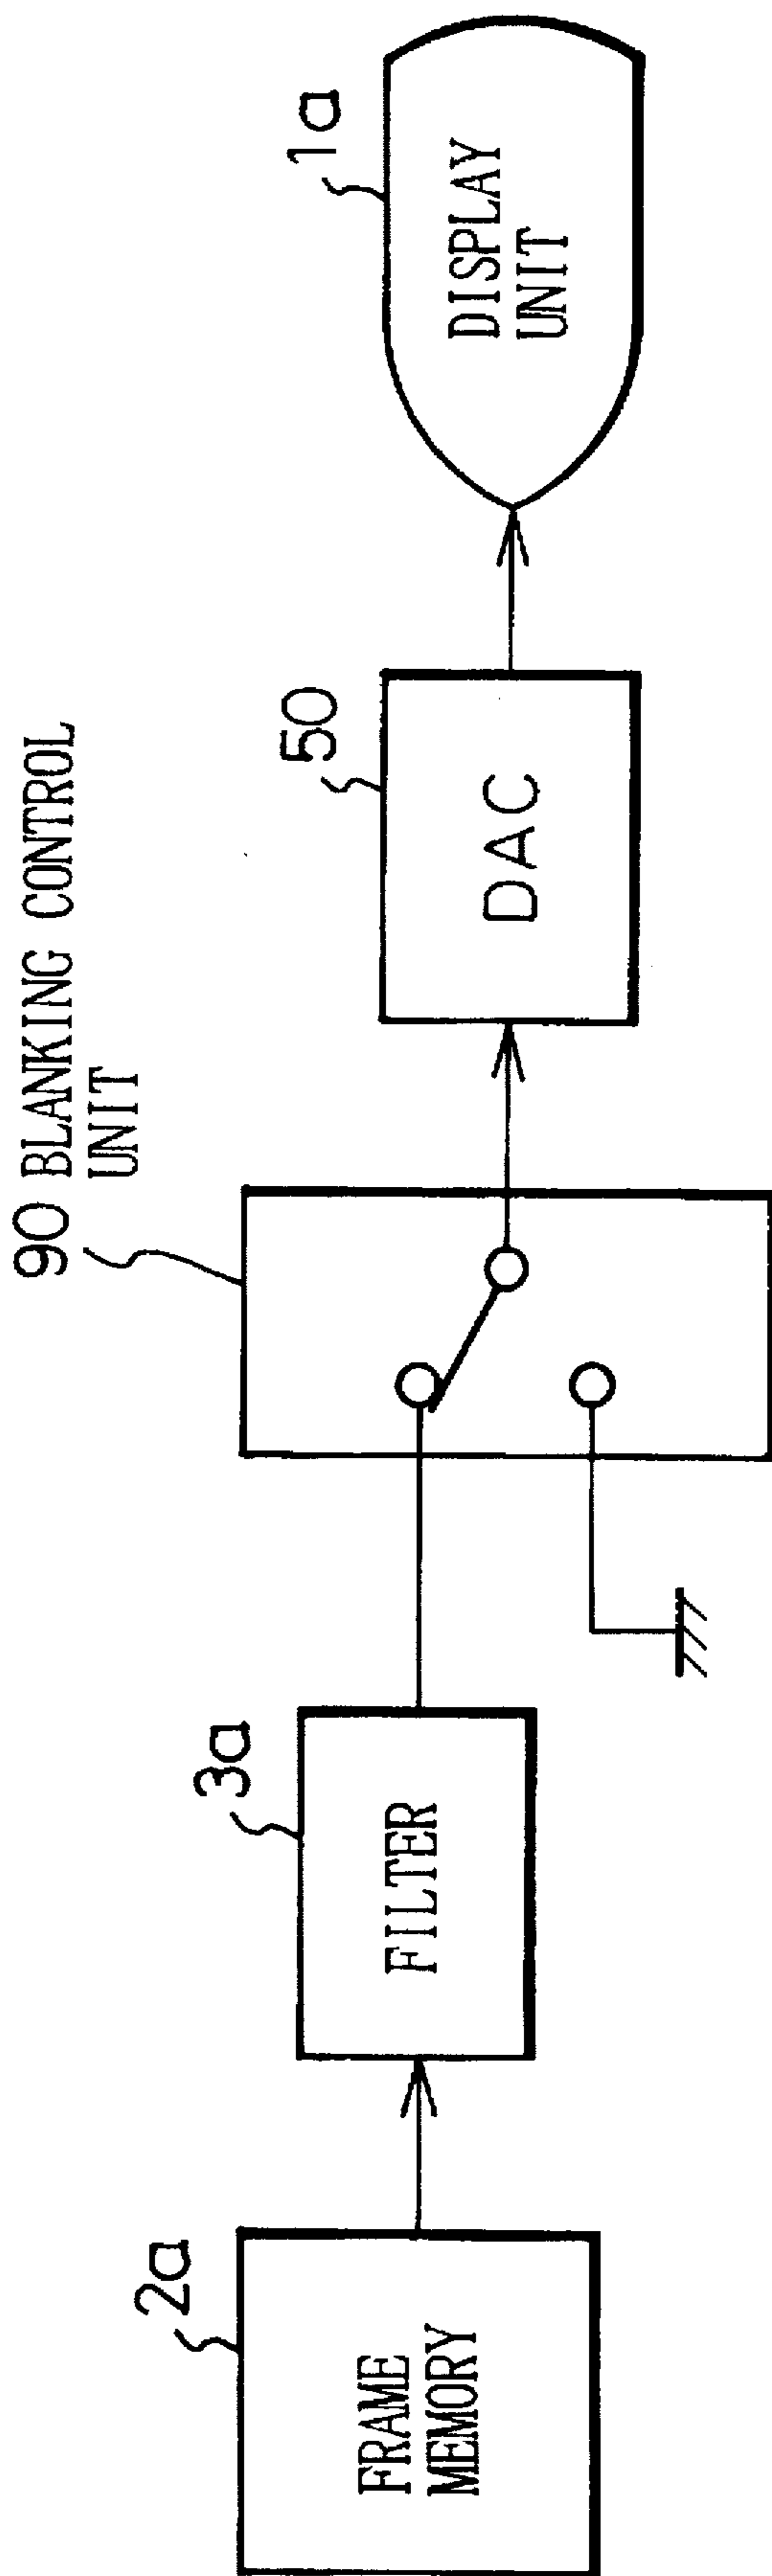 2a
FRAME
MEMORY
3a
FILTER
90 BLANKING CONTROL
UNIT
50
DAC
1a
DISPLAY
UNIT